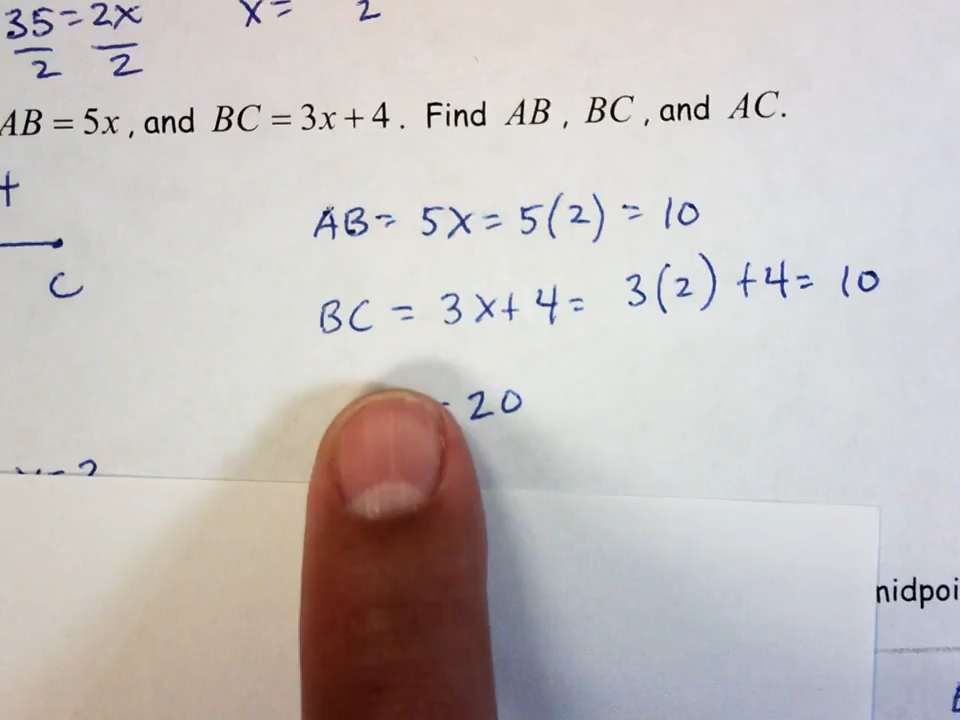 35=2x x= 2
2 2
AB = 5x, and BC = 3x+4. Find AB, BC, and AC.
AB= 5x= 5(2) = 10
C
BC = 3x+4= 3(2)+4= 10
20